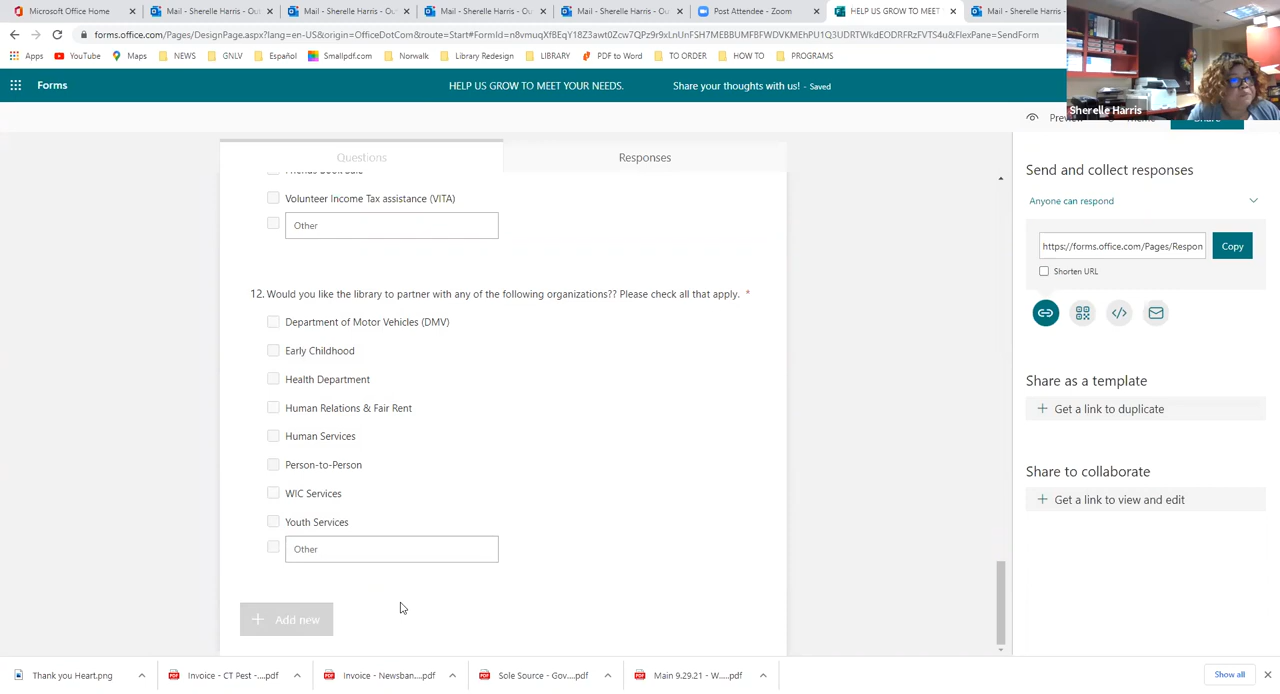 Microsoft Office Home
Mail - Sherelle Harris - Out
Mail - Sherelle Harris - Out
Mail - Sherelle Harris - Ou
Mail - Sherelle Harris - Ou
Post Attendee - Zoom
HELP US GROW TO MEET
Mail - Sherelle Harris - Ou
forms.office.com/Pages/DesignPage.aspx?lang=en-US&origin=OfficeDotCom&route=Start#FormId=
Apps
YouTube
Maps
NEWS
GNLV
Español
Smallpdf.com
Norwalk
Library Redesign
LIBRARY
PDF to Word
TO ORDER
HOW TO
PROGRAMS
Forms
HELP US GROW TO MEET YOUR NEEDS. Share your thoughts with us! - Saved
Sherelle Harris
Preview
Theme
Share
Questions
Responses
Friends Book Sale
Volunteer Income Tax assistance (VITA)
Other
12. Would you like the library to partner with any of the following organizations?? Please check all that apply. *
Department of Motor Vehicles (DMV)
Early Childhood
Health Department
Human Relations & Fair Rent
Human Services
Person-to-Person
WIC Services
Youth Services
Other
+ Add new
Send and collect responses
Anyone can respond
https://forms.office.com/Pages/Respon
Copy
Shorten URL
Share as a template
+ Get a link to duplicate
Share to collaborate
+ Get a link to view and edit
Thank you Heart.png
Invoice - CT Pest -....pdf
Invoice - Newsban....pdf
Sole Source - Gov....pdf
Main 9.29.21 - W....pdf
Show all